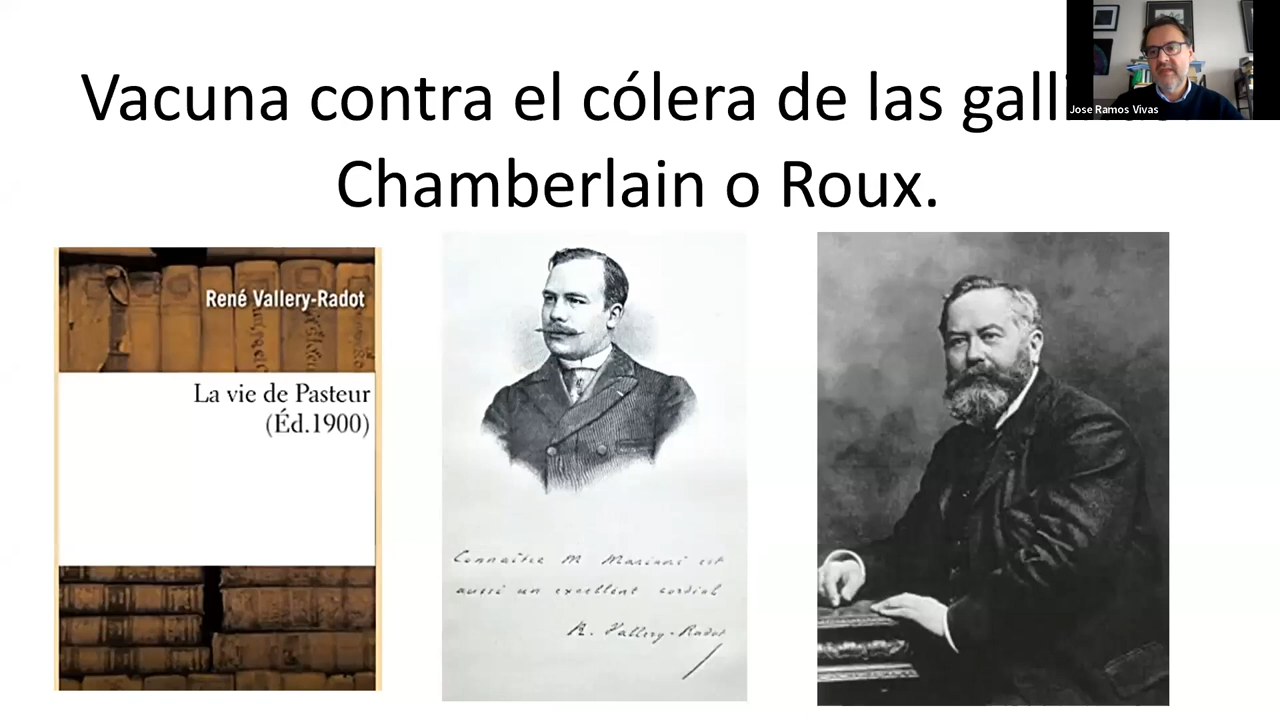 Vacuna contra el cólera de las
Chamberlain o Roux.
Jose Ramos Vivas
René Vallery-Radot
La vie de Pasteur
(Éd.1900)
Connaître M Mariani est
aussi un excellent cordial
R. Vallery-Radot